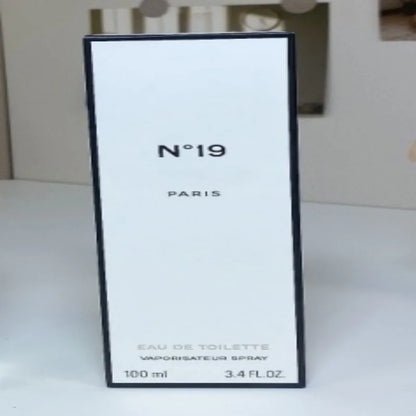 N°19
PARIS
EAU DE TOILETTE
VAPORISATEUR SPRAY
100 ml 3.4 FL.OZ.